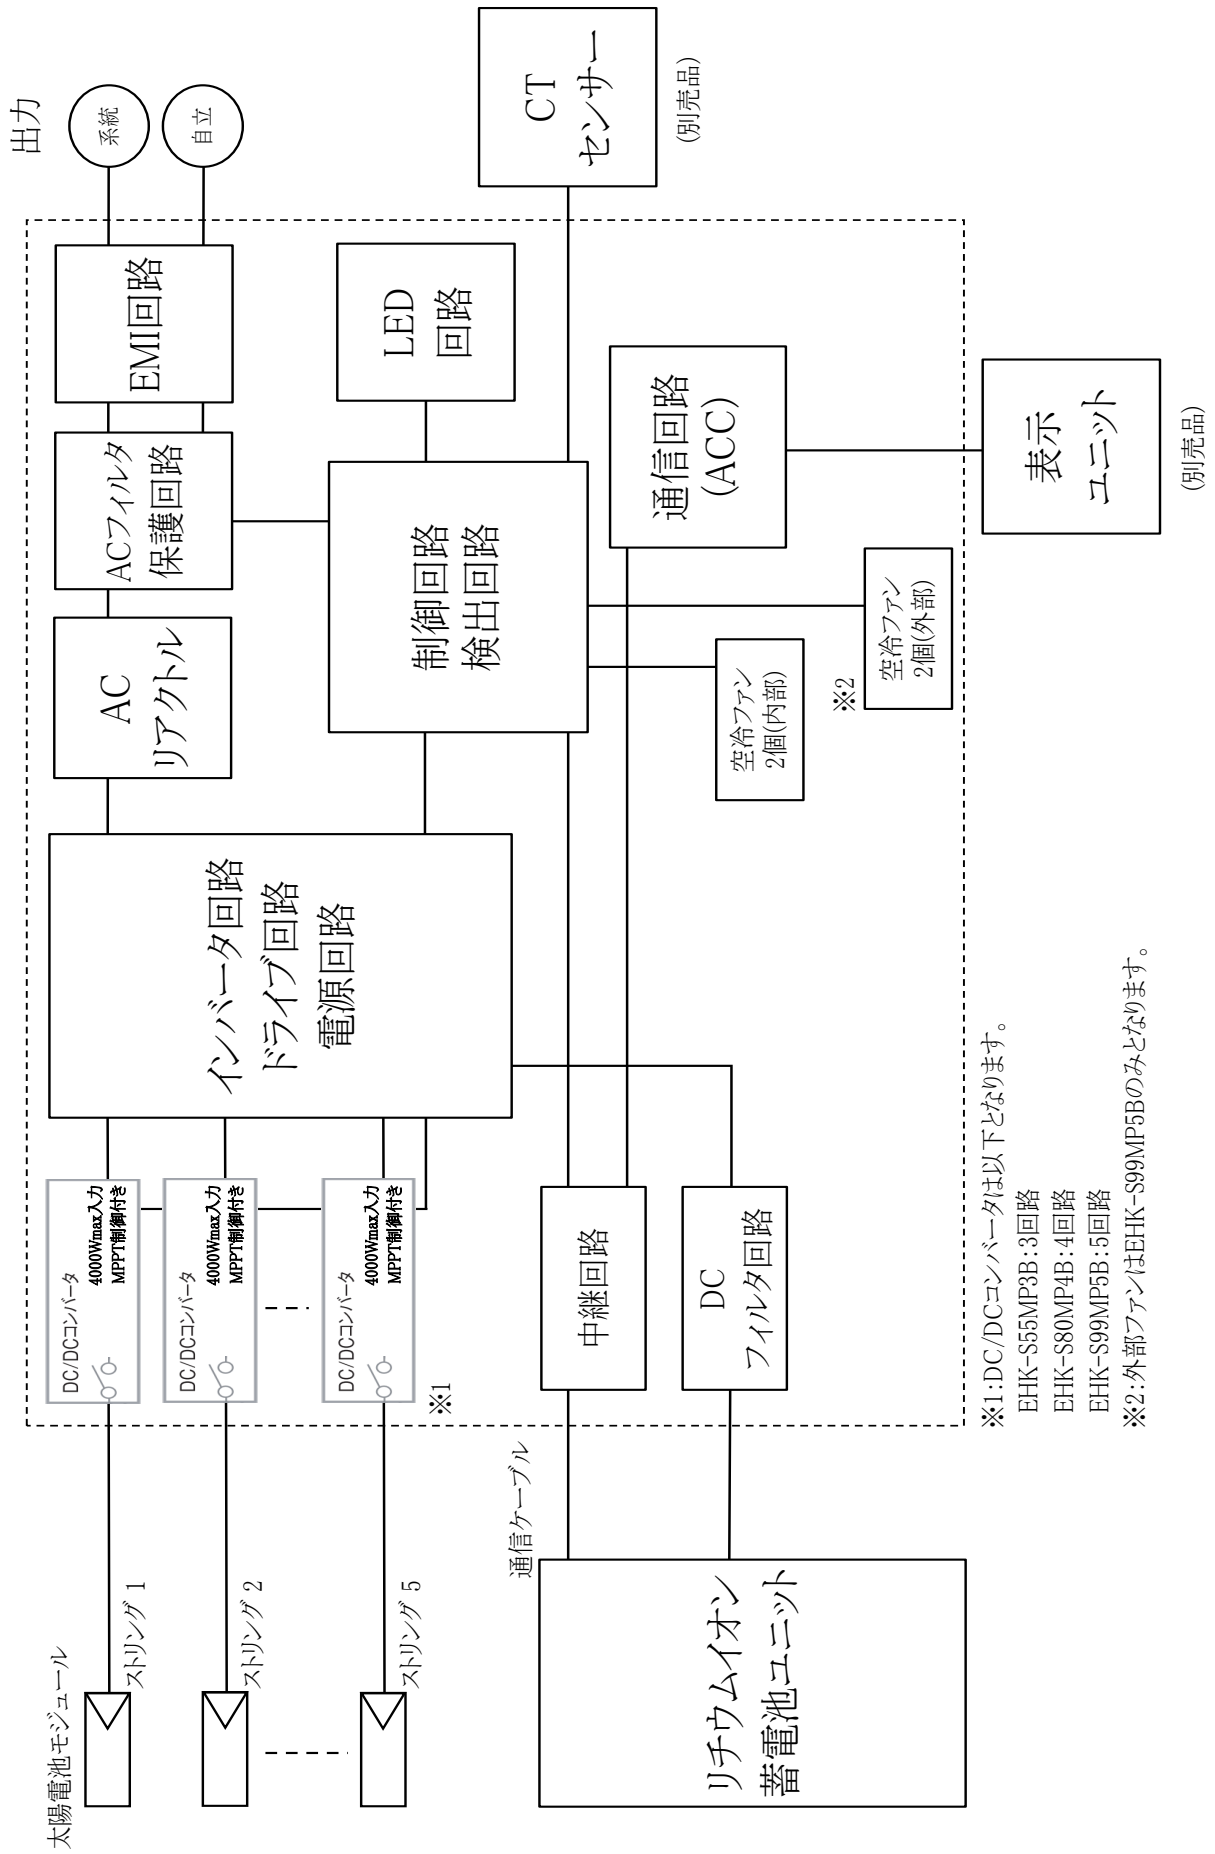 太陽電池モジュール
ストリング 1
ストリング 2
ストリング 5
DC/DCコンバータ
4000Wmax入力
MPPT制御付き
DC/DCコンバータ
4000Wmax入力
MPPT制御付き
DC/DCコンバータ
4000Wmax入力
MPPT制御付き
※1
インバータ回路
ドライブ回路
電源回路
AC
リアクトル
ACフィルタ
保護回路
EMI回路
出力
系統
自立
LED
回路
制御回路
検出回路
CT
センサー
(別売品)
通信回路
(ACC)
表示
ユニット
(別売品)
空冷ファン
2個(内部)
※2
空冷ファン
2個(外部)
通信ケーブル
中継回路
DC
フィルタ回路
リチウムイオン
蓄電池ユニット
※1:DC/DCコンバータは以下となります。
EHK-S55MP3B:3回路
EHK-S80MP4B:4回路
EHK-S99MP5B:5回路
※2:外部ファンはEHK-S99MP5Bのみとなります。